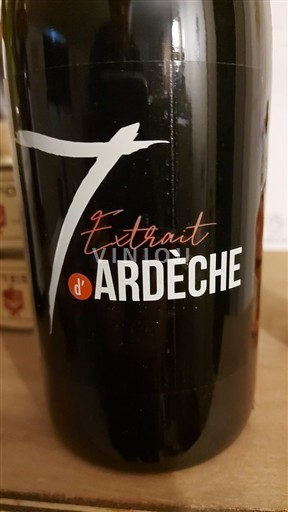 T
Extrait
VINIOU
d'
ARDÈCHE